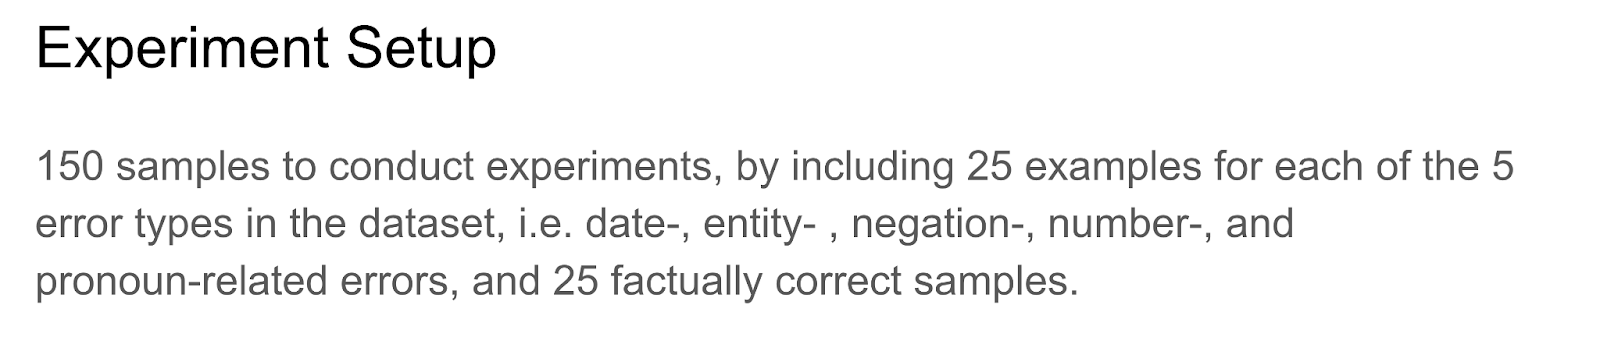 Experiment Setup
150 samples to conduct experiments, by including 25 examples for each of the 5
error types in the dataset, i.e. date-, entity- , negation-, number-, and
pronoun-related errors, and 25 factually correct samples.